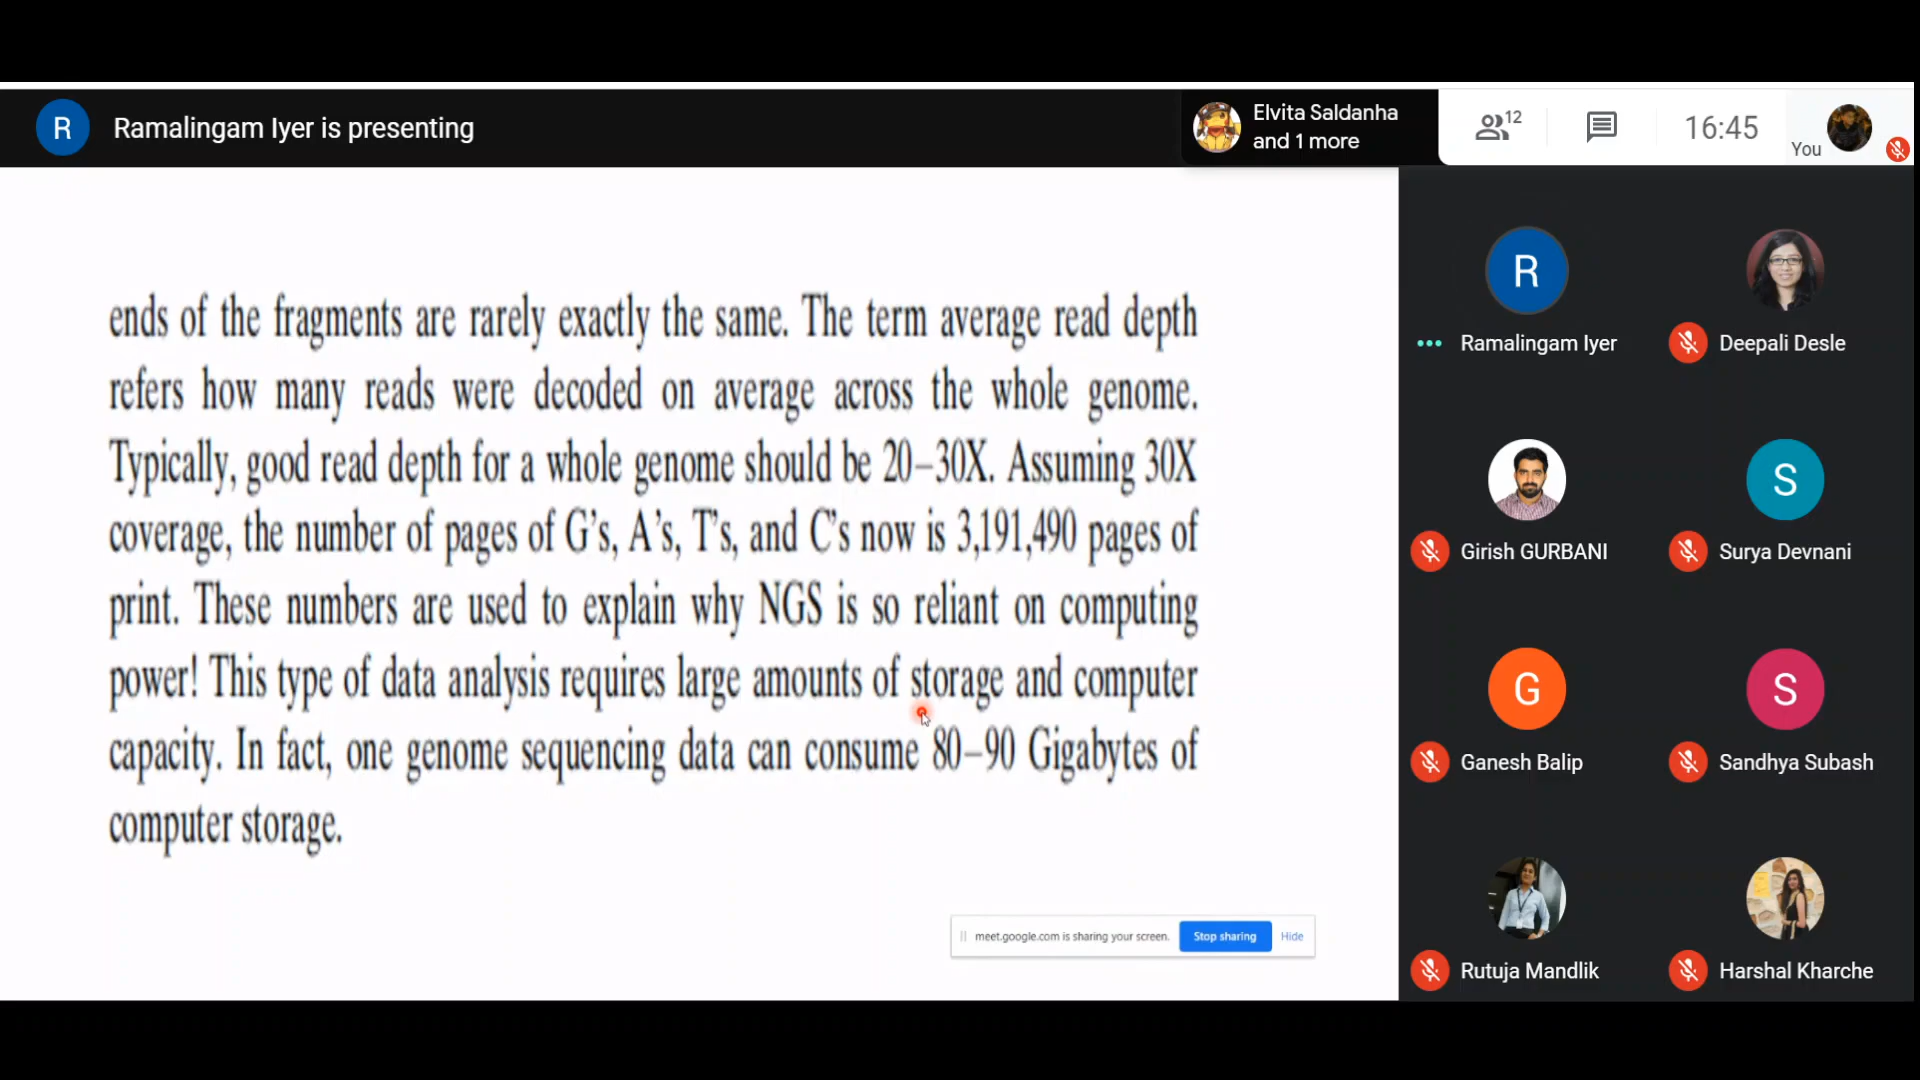 R
Ramalingam Iyer is presenting
Elvita Saldanha
and 1 more
12
16:45
You
ends of the fragments are rarely exactly the same. The term average read depth
refers how many reads were decoded on average across the whole genome.
Typically, good read depth for a whole genome should be 20–30X. Assuming 30X
coverage, the number of pages of G's, A's, T's, and C's now is 3,191,490 pages of
print. These numbers are used to explain why NGS is so reliant on computing
power! This type of data analysis requires large amounts of storage and computer
capacity. In fact, one genome sequencing data can consume 80–90 Gigabytes of
computer storage.
meet.google.com is sharing your screen. Stop sharing Hide
R
Ramalingam Iyer
Deepali Desle
S
Girish GURBANI
Surya Devnani
G
S
Ganesh Balip
Sandhya Subash
Rutuja Mandlik
Harshal Kharche